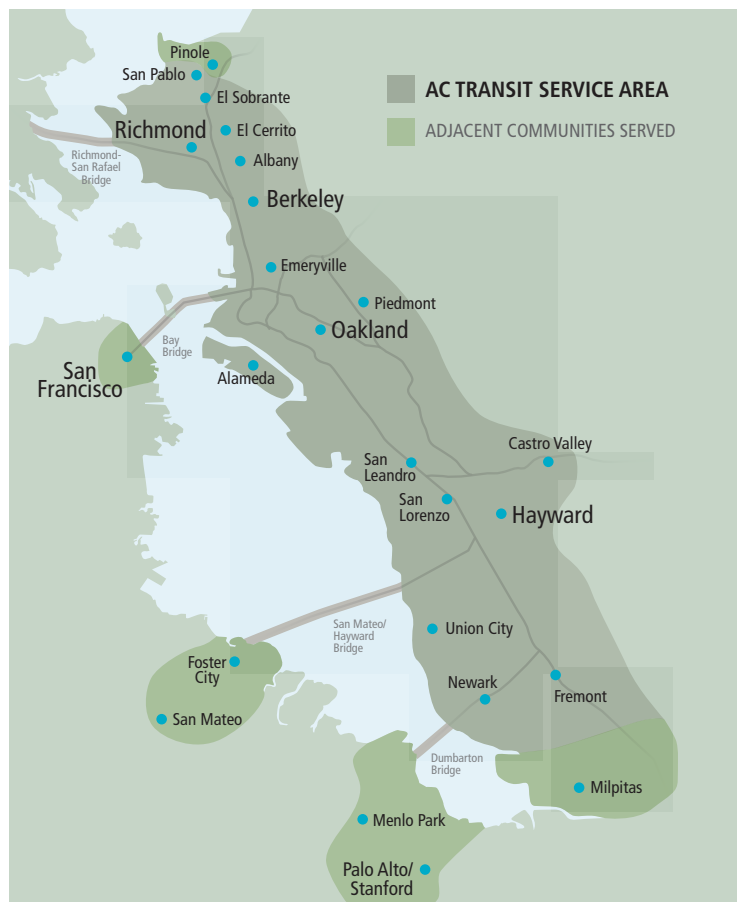 Pinole
San Pablo
El Sobrante
Richmond
El Cerrito
Albany
Richmond-
San Rafael
Bridge
Berkeley
AC TRANSIT SERVICE AREA
ADJACENT COMMUNITIES SERVED
Emeryville
Piedmont
Oakland
Bay
Bridge
San
Francisco
Alameda
Castro Valley
San
Leandro
San
Lorenzo
Hayward
San Mateo/
Hayward
Bridge
Union City
Foster
City
Newark
Fremont
San Mateo
Dumbarton
Bridge
Milpitas
Menlo Park
Palo Alto/
Stanford